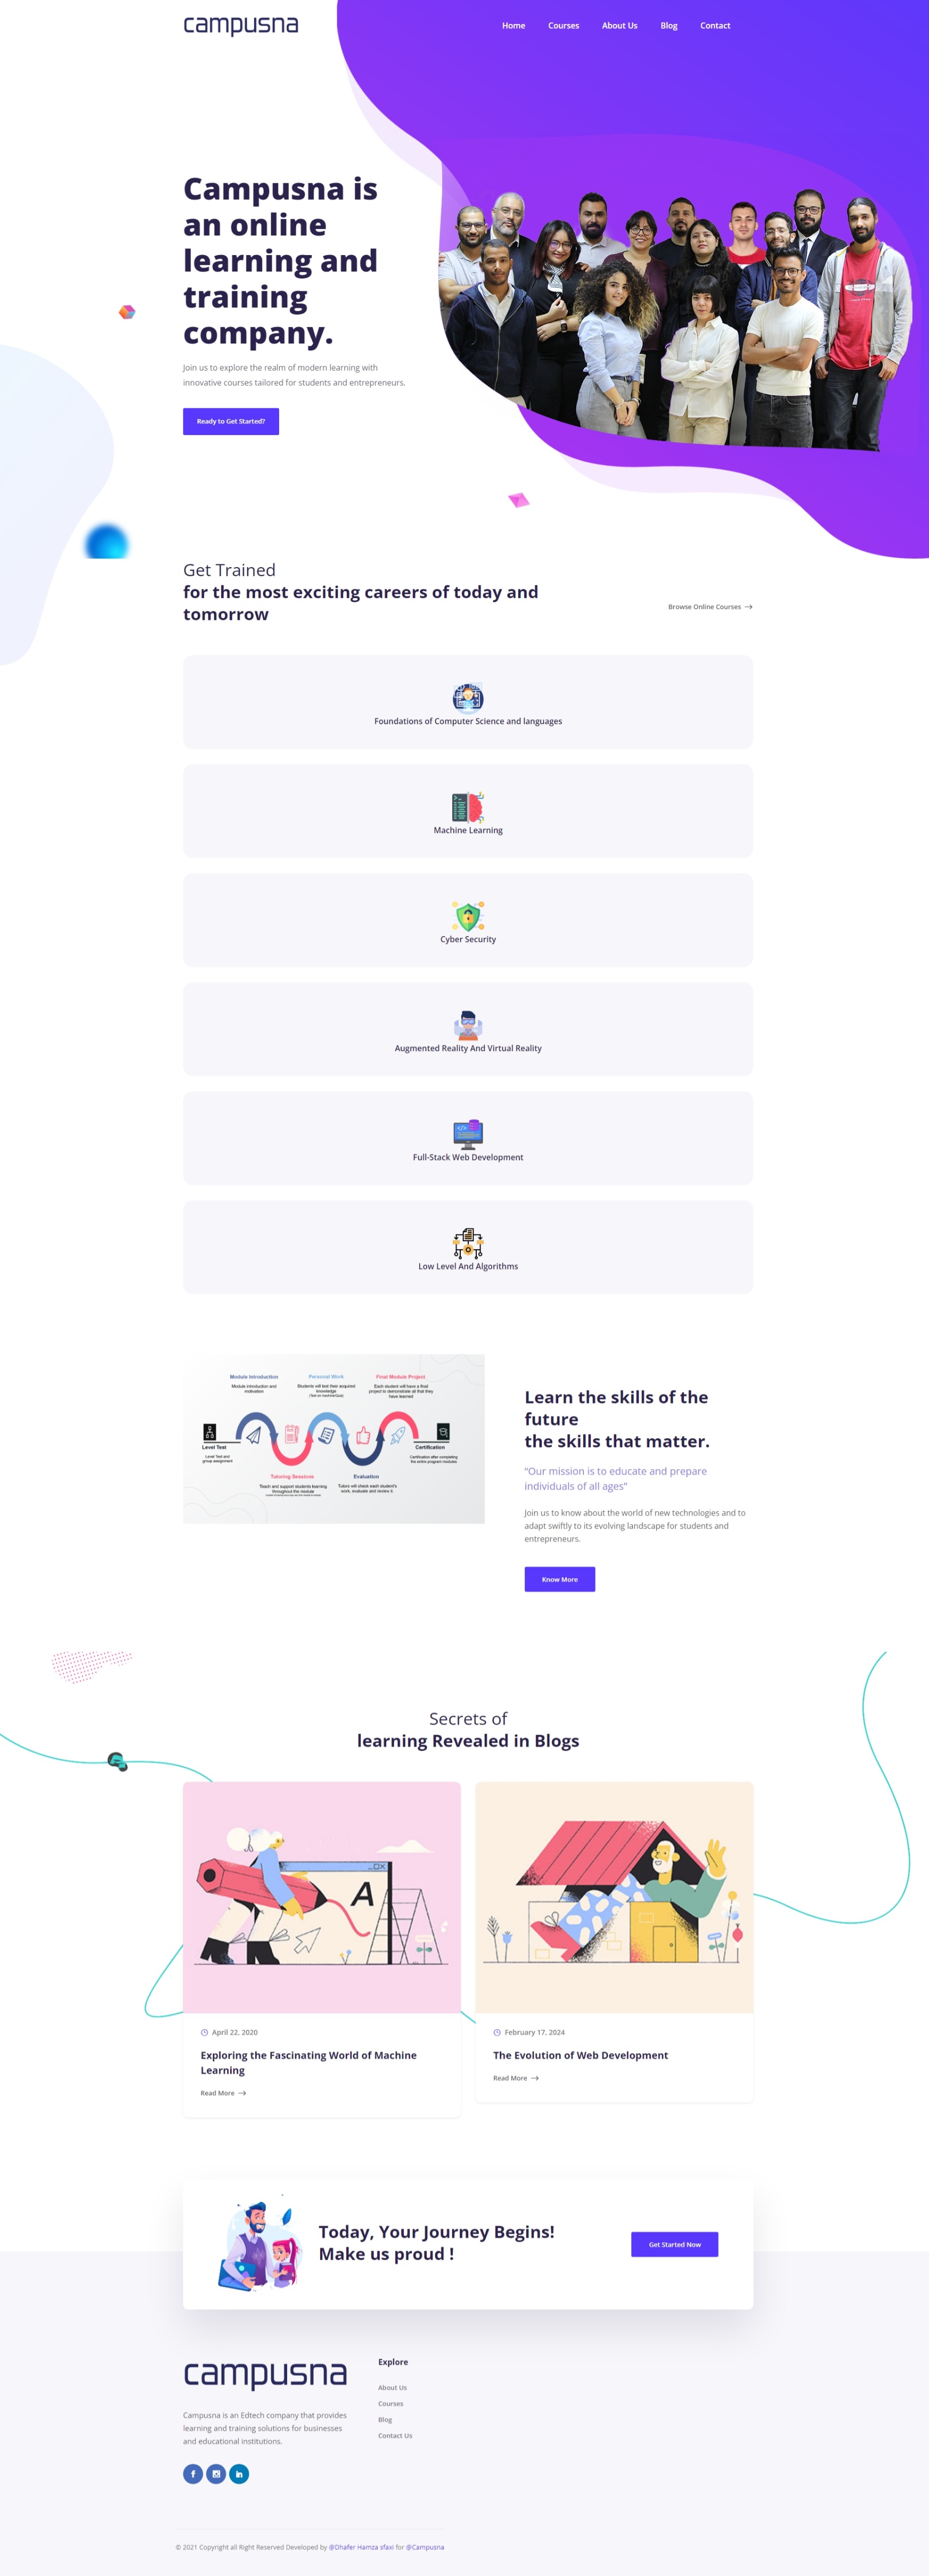 campusna
Home Courses About Us Blog Contact
Campusna is
an online
learning and
training
company.
Join us to explore the realm of modern learning with
innovative courses tailored for students and entrepreneurs.
Ready to Get Started?
Get Trained
for the most exciting careers of today and
tomorrow
Browse Online Courses
Foundations of Computer Science and languages
Machine Learning
Cyber Security
Augmented Reality And Virtual Reality
Full-Stack Web Development
Low Level And Algorithms
Module Introduction
Module introduction and
motivation
Personal Work
Students will test their acquired
knowledge
Final Module Project
Each student will have a final
project to demonstrate all that they
have learned
Level Test
Level Test and
group assignment
Certification
Certification after completing
the entire program modules
Tutoring Sessions
Teach and support students learning
throughout the module
Evaluation
Tutors will check each student's
work, evaluate and review it.
Learn the skills of the
future
the skills that matter.
"Our mission is to educate and prepare
individuals of all ages"
Join us to know about the world of new technologies and to
adapt swiftly to its evolving landscape for students and
entrepreneurs.
Know More
Secrets of
learning Revealed in Blogs
A
April 22, 2020
Exploring the Fascinating World of Machine
Learning
Read More
February 17, 2024
The Evolution of Web Development
Read More
Today, Your Journey Begins!
Make us proud !
Get Started Now
campusna
Campusna is an Edtech company that provides
learning and training solutions for businesses
and educational institutions.
Explore
About Us
Courses
Blog
Contact Us
© 2021 Copyright all Right Reserved Developed by @Dhafer Hamza sfaxi for @Campusna